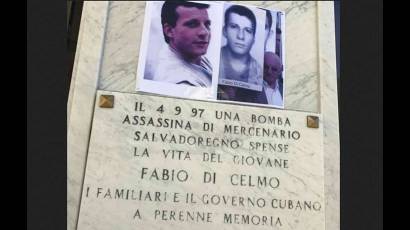 IL 4 9 97 UNA BOMBA
ASSASSINA DI MERCENARIO
SALVADOREGNO SPENSE
LA VITA DEL GIOVANE
FABIO DI CELMO
I FAMILIARI E IL GOVERNO CUBANO
A PERENNE MEMORIA